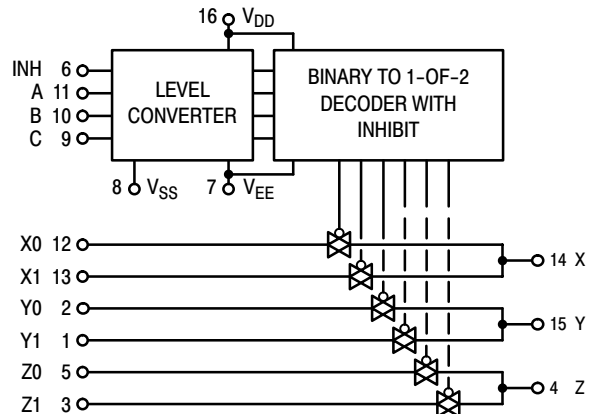 16 VDD
INH 6
A 11
B 10
C 9
LEVEL
CONVERTER
BINARY TO 1-OF-2
DECODER WITH
INHIBIT
8 VSS
7 VEE
X0 12
X1 13
Y0 2
Y1 1
Z0 5
Z1 3
14 X
15 Y
4 Z